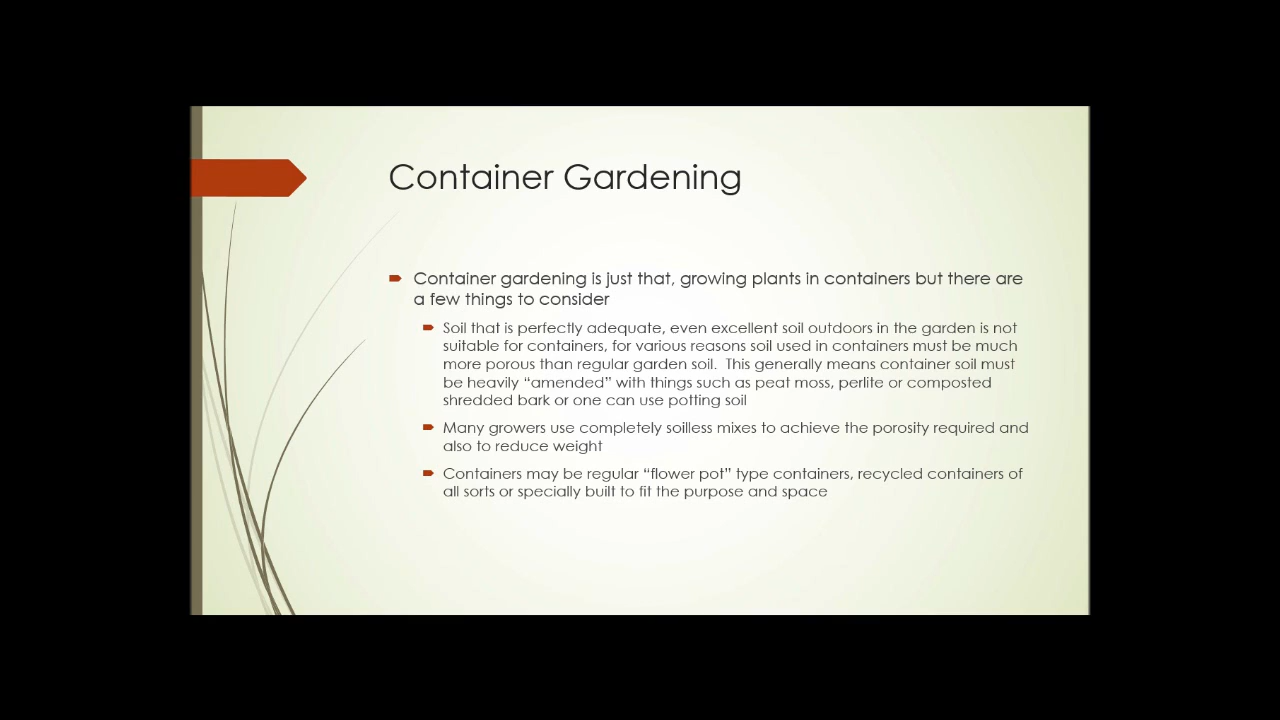 Container Gardening
Container gardening is just that, growing plants in containers but there are
a few things to consider
Soil that is perfectly adequate, even excellent soil outdoors in the garden is not
suitable for containers, for various reasons soil used in containers must be much
more porous than regular garden soil.  This generally means container soil must
be heavily “amended” with things such as peat moss, perlite or composted
shredded bark or one can use potting soil
Many growers use completely soilless mixes to achieve the porosity required and
also to reduce weight
Containers may be regular “flower pot” type containers, recycled containers of
all sorts or specially built to fit the purpose and space